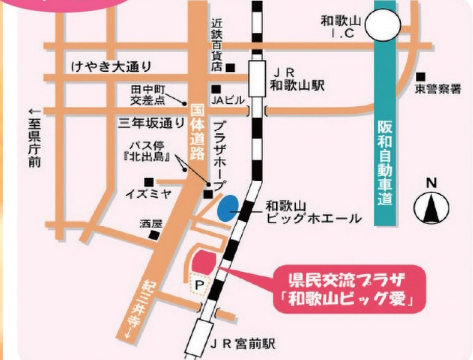 和歌山
I.C
近鉄百貨店
けやき大通り
JR
和歌山駅
田中町
交差点
JAビル
東警察署
←至県庁前
三年坂通り
国体道路
プラザホープ
阪和自動車道
バス停
『北出島』
イズミヤ
N
和歌山
ビッグホエール
酒屋
P
県民交流プラザ
「和歌山ビッグ愛」
紀三井寺→
JR宮前駅